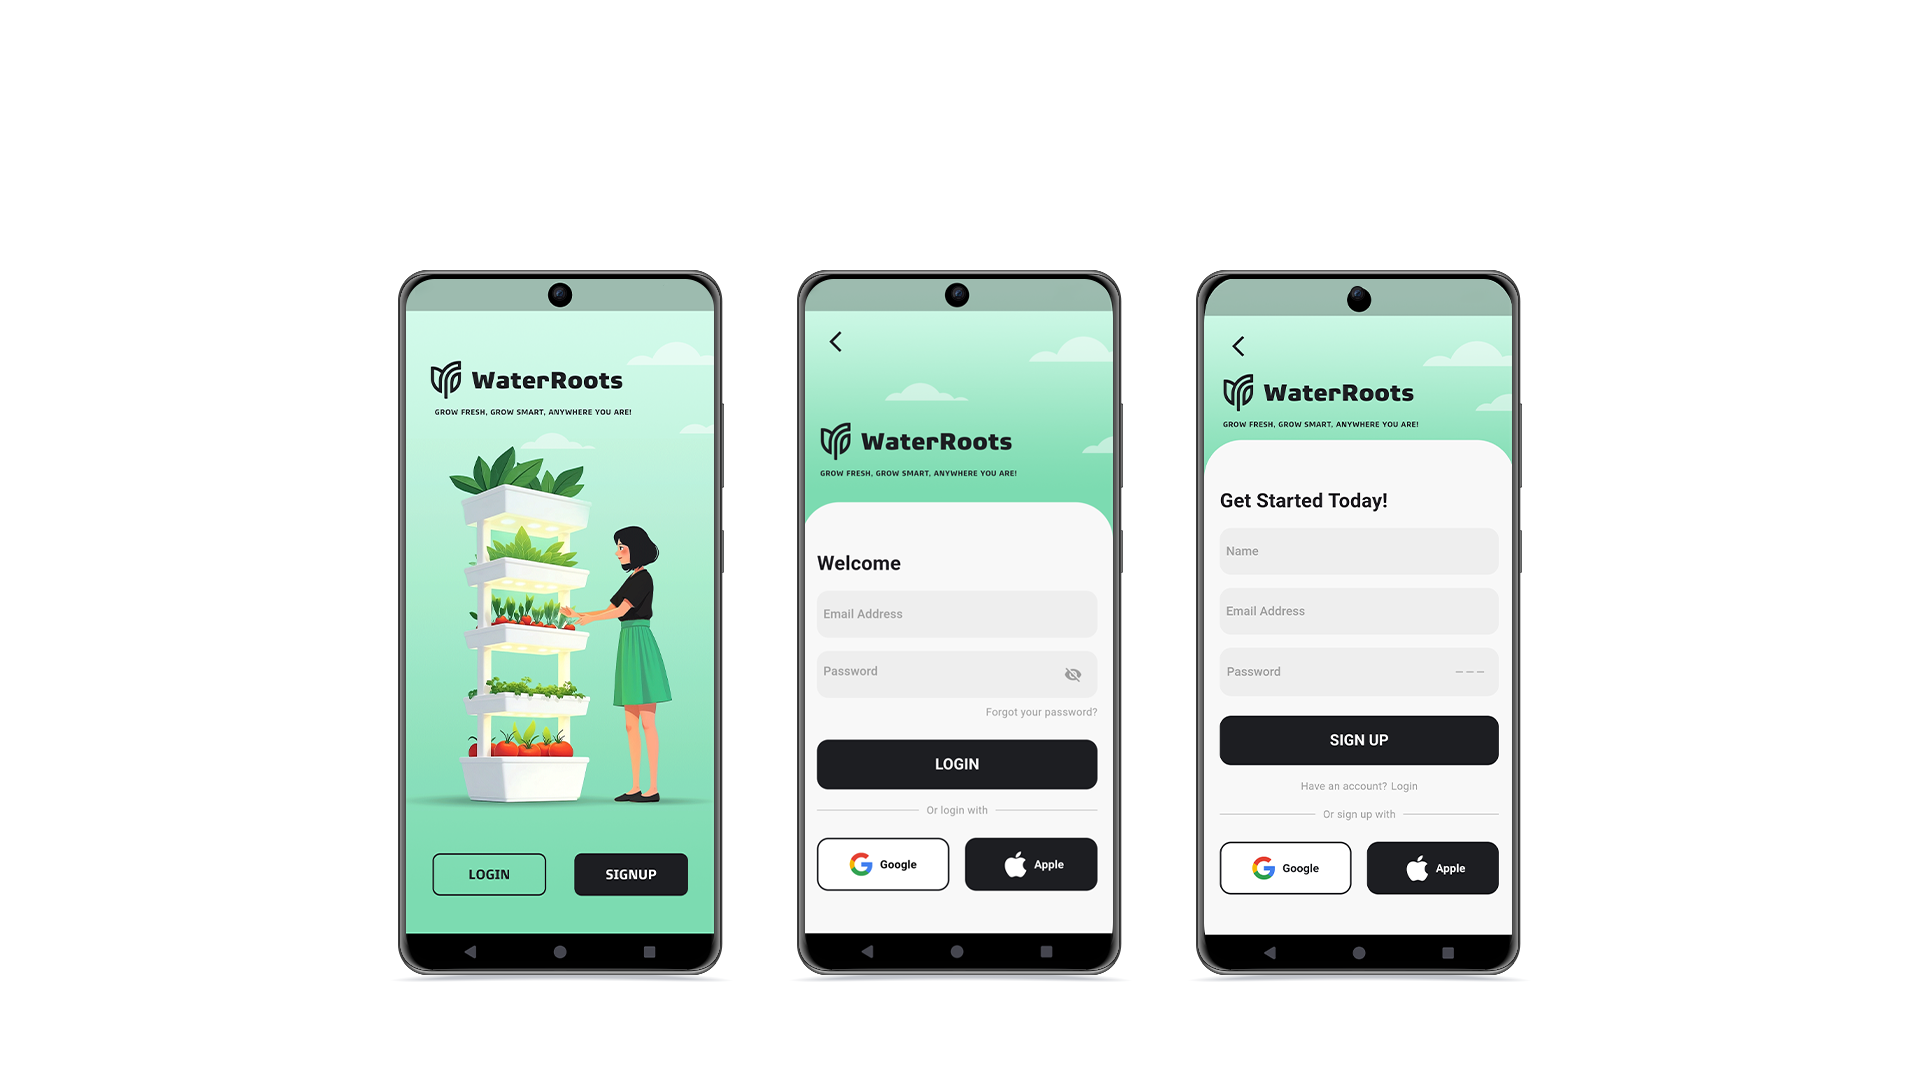 WaterRoots
GROW FRESH, GROW SMART, ANYWHERE YOU ARE!
LOGIN
SIGNUP
WaterRoots
GROW FRESH, GROW SMART, ANYWHERE YOU ARE!
Welcome
Email Address
Password
Forgot your password?
LOGIN
Or login with
Google
Apple
WaterRoots
GROW FRESH, GROW SMART, ANYWHERE YOU ARE!
Get Started Today!
Name
Email Address
Password
SIGN UP
Have an account? Login
Or sign up with
Google
Apple